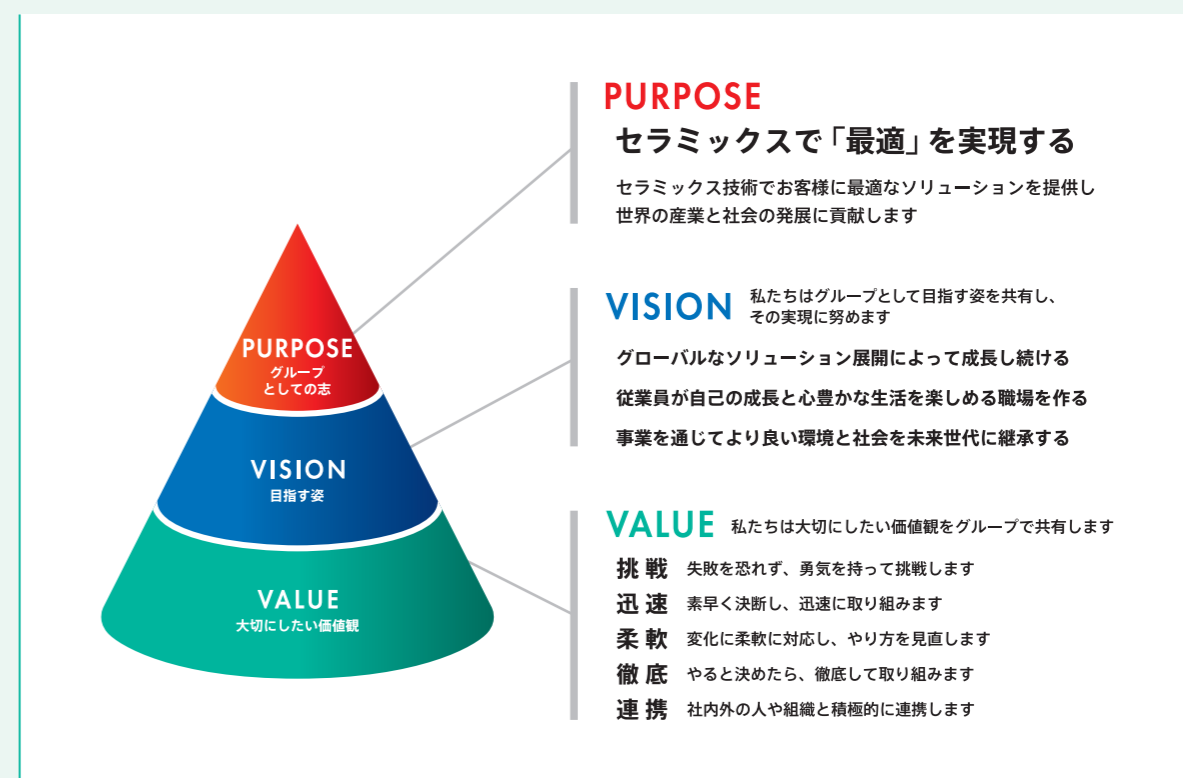 PURPOSE
セラミックスで「最適」を実現する
セラミックス技術でお客様に最適なソリューションを提供し
世界の産業と社会の発展に貢献します
PURPOSE
グループ
としての志
VISION
私たちはグループとして目指す姿を共有し、
その実現に努めます
グローバルなソリューション展開によって成長し続ける
従業員が自己の成長と心豊かな生活を楽しめる職場を作る
事業を通じてより良い環境と社会を未来世代に継承する
VISION
目指す姿
VALUE 私たちは大切にしたい価値観をグループで共有します
挑戦 失敗を恐れず、勇気を持って挑戦します
迅速 素早く決断し、迅速に取り組みます
柔軟 変化に柔軟に対応し、やり方を見直します
徹底 やると決めたら、徹底して取り組みます
連携 社内外の人や組織と積極的に連携します
VALUE
大切にしたい価値観